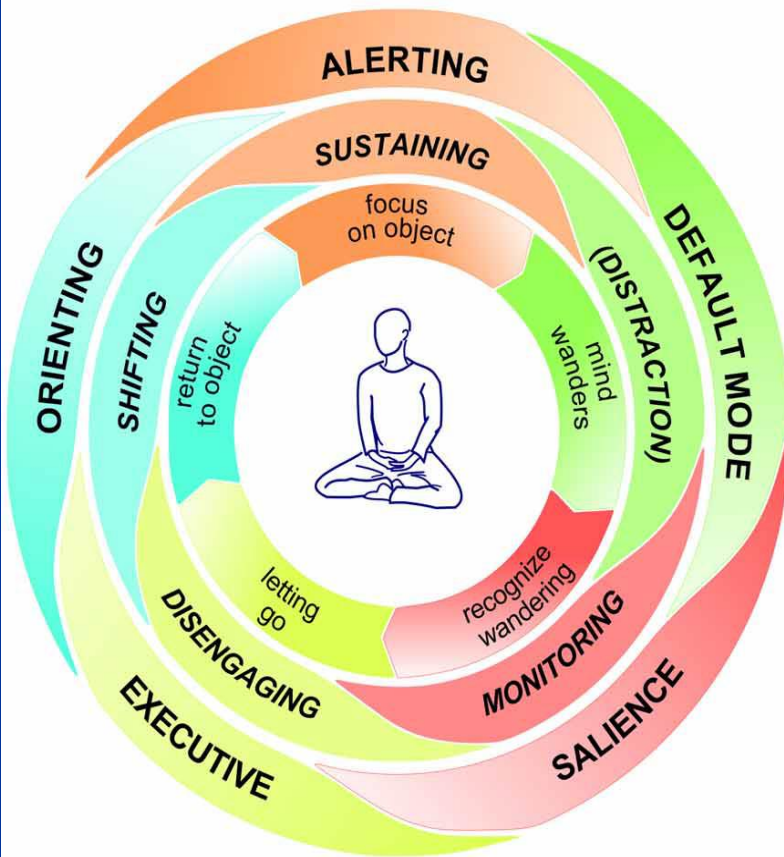 ALERTING
SUSTAINING
focus
on object
DEFAULT MODE
(DISTRACTION)
mind
wanders
SALIENCE
MONITORING
recognize
wandering
EXECUTIVE
DISENGAGING
letting
go
ORIENTING
SHIFTING
return
to object